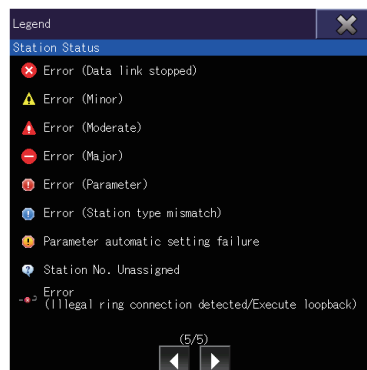 Legend
Station Status
Error (Data link stopped)
Error (Minor)
Error (Moderate)
Error (Major)
Error (Parameter)
Error (Station type mismatch)
Parameter automatic setting failure
Station No. Unassigned
Error
(Illegal ring connection detected/Execute loopback)
(5/5)